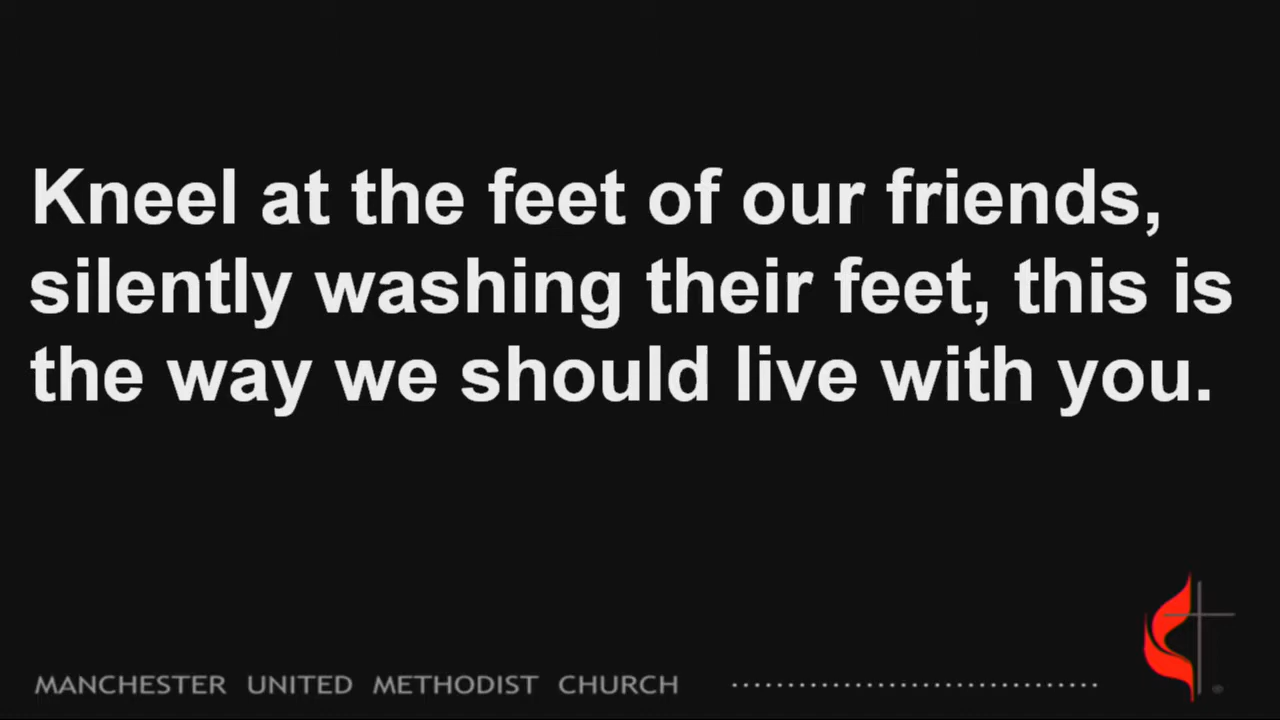 Kneel at the feet of our friends,
silently washing their feet, this is
the way we should live with you.
MANCHESTER UNITED METHODIST CHURCH